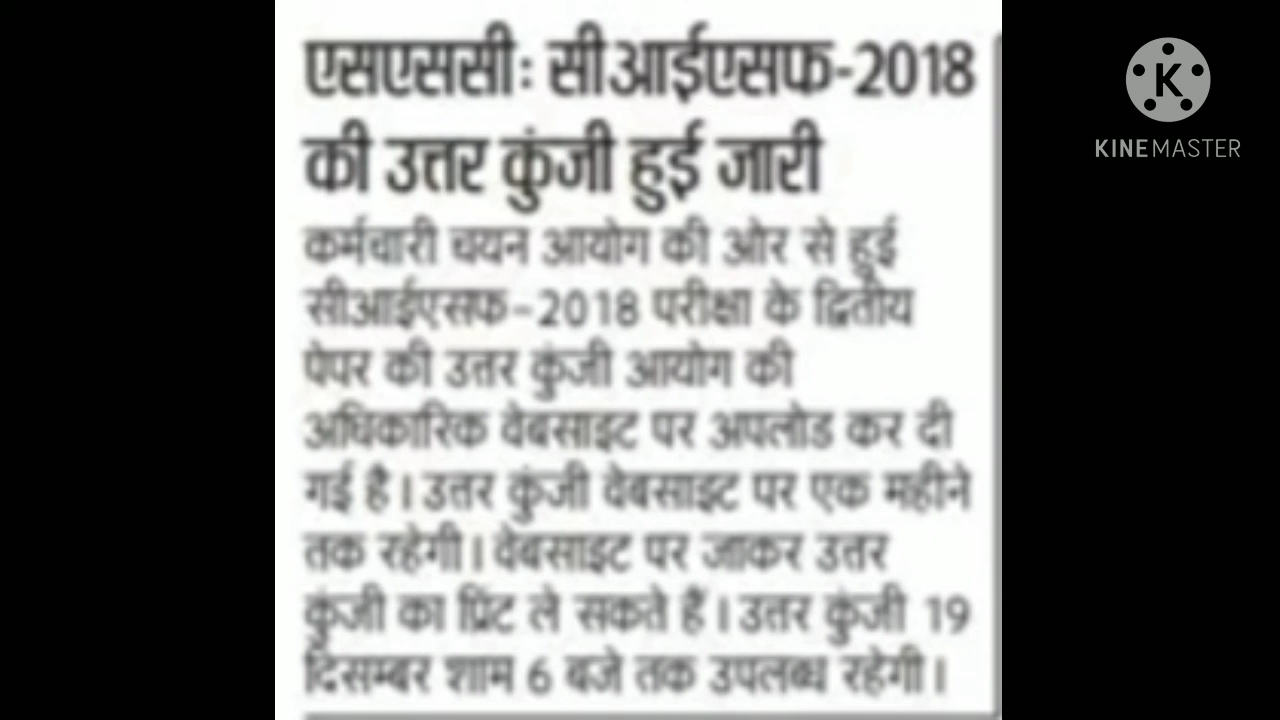 एसएससी: सीआईएसफ-2018
की उत्तर कुंजी हुई जारी
कर्मचारी चयन आयोग की ओर से हुई
सीआईएसफ-2018 परीक्षा के द्वितीय
पेपर की उत्तर कुंजी आयोग की
अधिकारिक वेबसाइट पर अपलोड कर दी
गई है। उत्तर कुंजी वेबसाइट पर एक महीने
तक रहेगी। वेबसाइट पर जाकर उत्तर
कुंजी का प्रिंट ले सकते हैं। उत्तर कुंजी 19
दिसम्बर शाम 6 बजे तक उपलब्ध रहेगी।
K
KINEMASTER